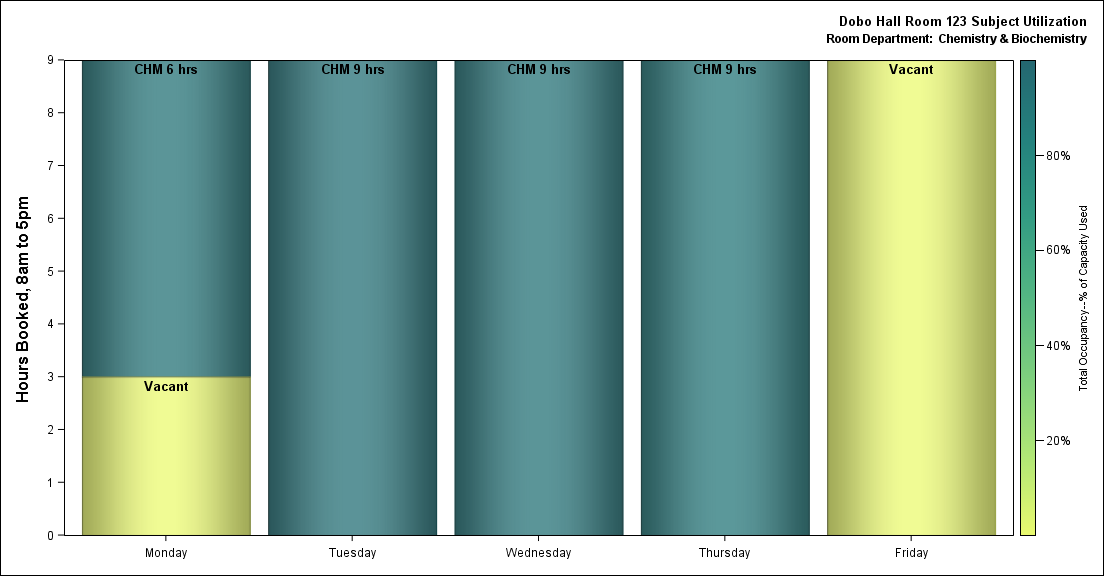 Dobo Hall Room 123 Subject Utilization
Room Department: Chemistry & Biochemistry
Hours Booked, 8am to 5pm
9
8
7
6
5
4
3
2
1
0
CHM 6 hrs
Vacant
CHM 9 hrs
CHM 9 hrs
CHM 9 hrs
Vacant
Monday
Tuesday
Wednesday
Thursday
Friday
80%
60%
40%
20%
Total Occupancy--% of Capacity Used